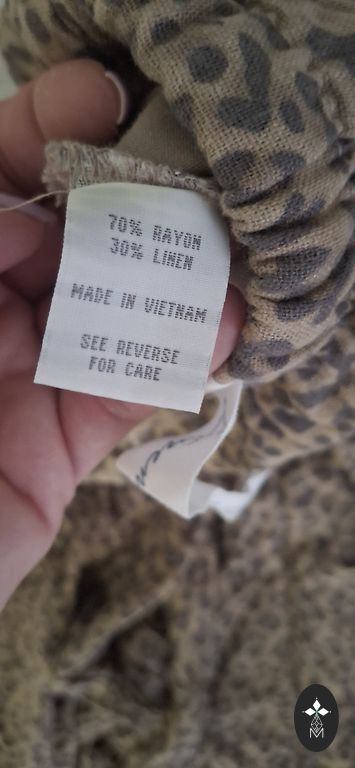 70% RAYON
30% LINEN
MADE IN VIETNAM
SEE REVERSE
FOR CARE
M